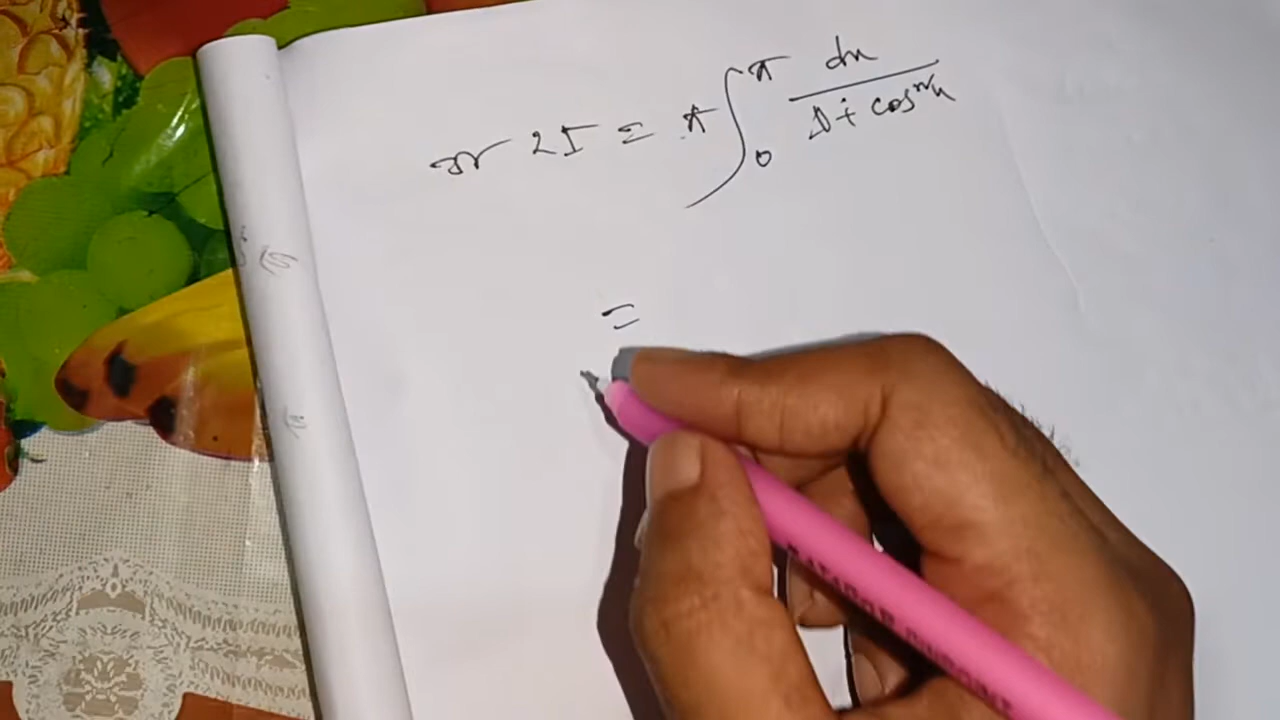 or 2I = π ∫₀^π dx / 1 + cos²x
=